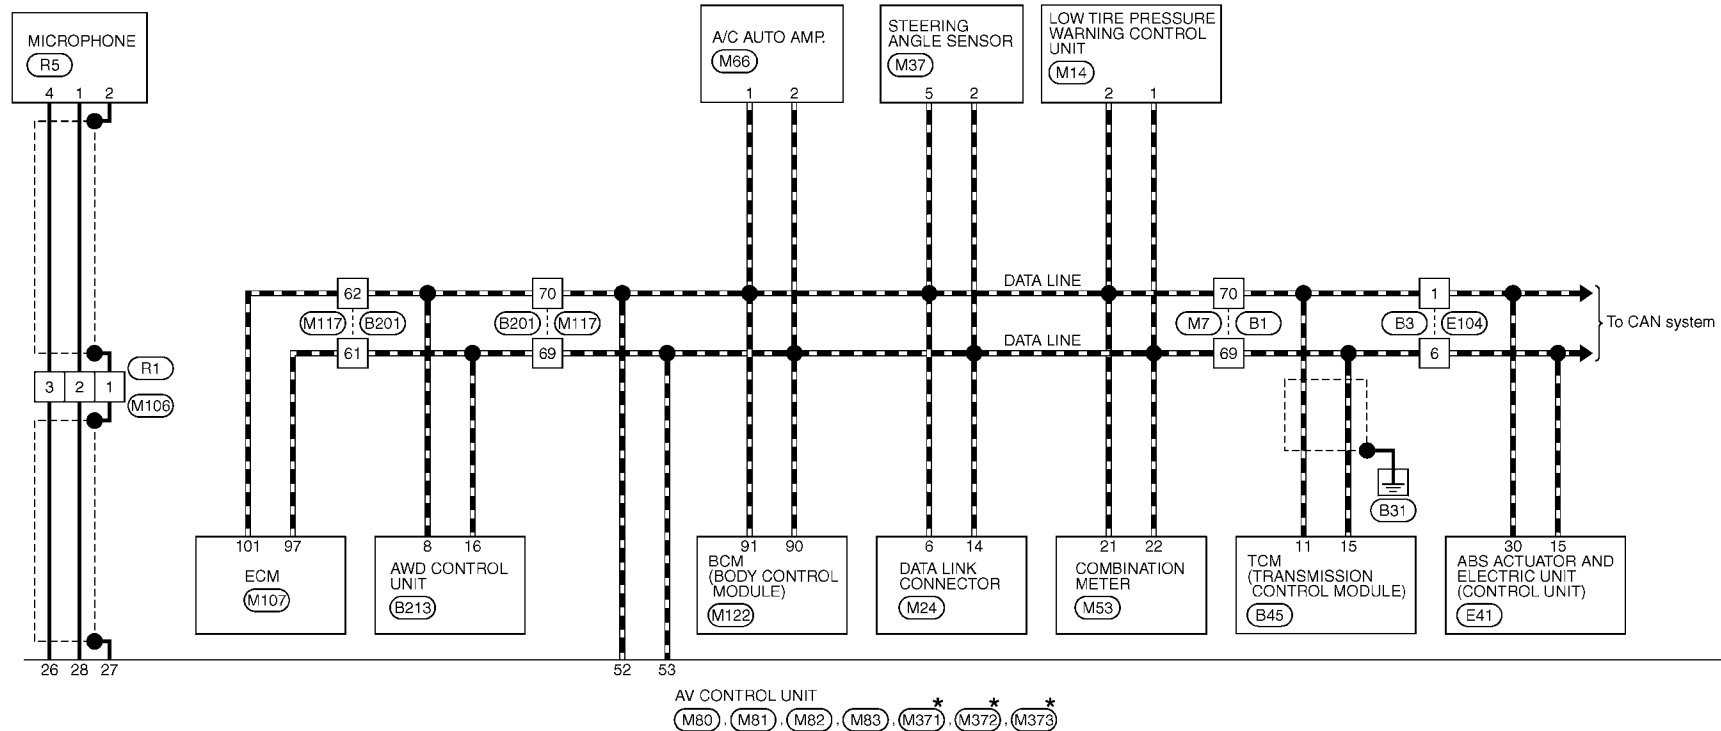 MICROPHONE
R5
4 1 2
A/C AUTO AMP.
M66
1 2
STEERING
ANGLE SENSOR
M37
5 2
LOW TIRE PRESSURE
WARNING CONTROL
UNIT
M14
2 1
DATA LINE
62 70 70 1
M117 B201 B201 M117 M7 B1 B3 E104
To CAN system
DATA LINE
61 69 69 6
R1
3 2 1
M106
B31
101 97
ECM
M107
8 16
AWD CONTROL
UNIT
B213
91 90
BCM
(BODY CONTROL
MODULE)
M122
6 14
DATA LINK
CONNECTOR
M24
21 22
COMBINATION
METER
M53
11 15
TCM
(TRANSMISSION
CONTROL MODULE)
B45
30 15
ABS ACTUATOR AND
ELECTRIC UNIT
(CONTROL UNIT)
E41
26 28 27 52 53
AV CONTROL UNIT
M80 , M81 , M82 , M83 , M371* , M372* , M373*